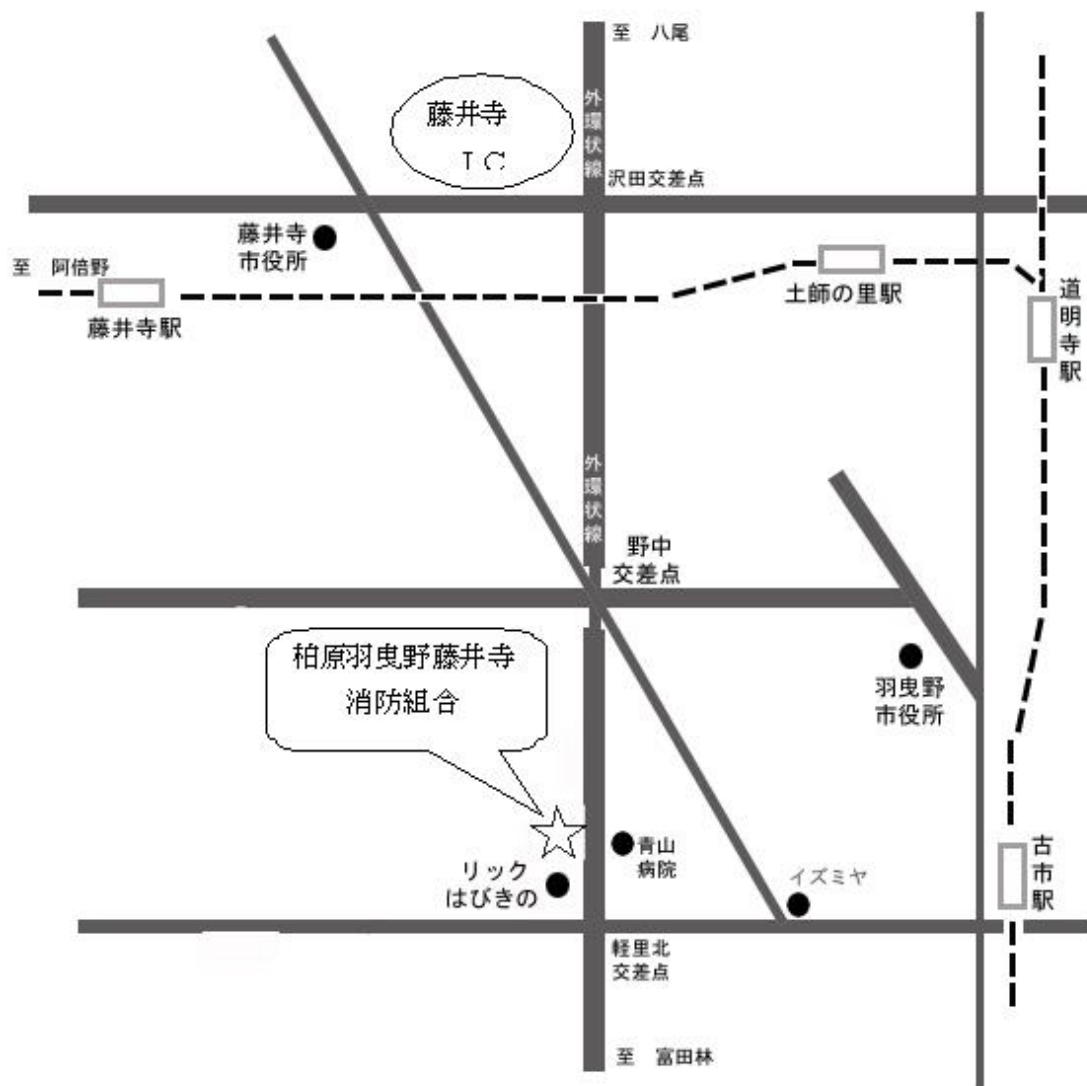 至 八尾
藤井寺
IC
外環状線
沢田交差点
藤井寺
市役所
至 阿倍野
藤井寺駅
土師の里駅
道明寺駅
外環状線
野中
交差点
柏原羽曳野藤井寺
消防組合
羽曳野
市役所
青山
病院
リック
はびきの
イズミヤ
古市駅
軽里北
交差点
至 富田林